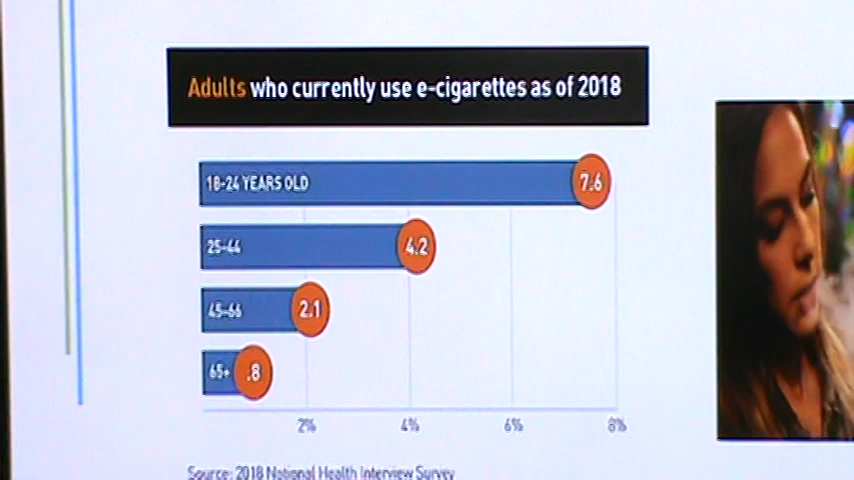 Adults who currently use e-cigarettes as of 2018
18-24 YEARS OLD 7.6
25-44 4.2
45-66 2.1
65+ .8
2% 4% 6% 8%
Source: 2018 National Health Interview Survey